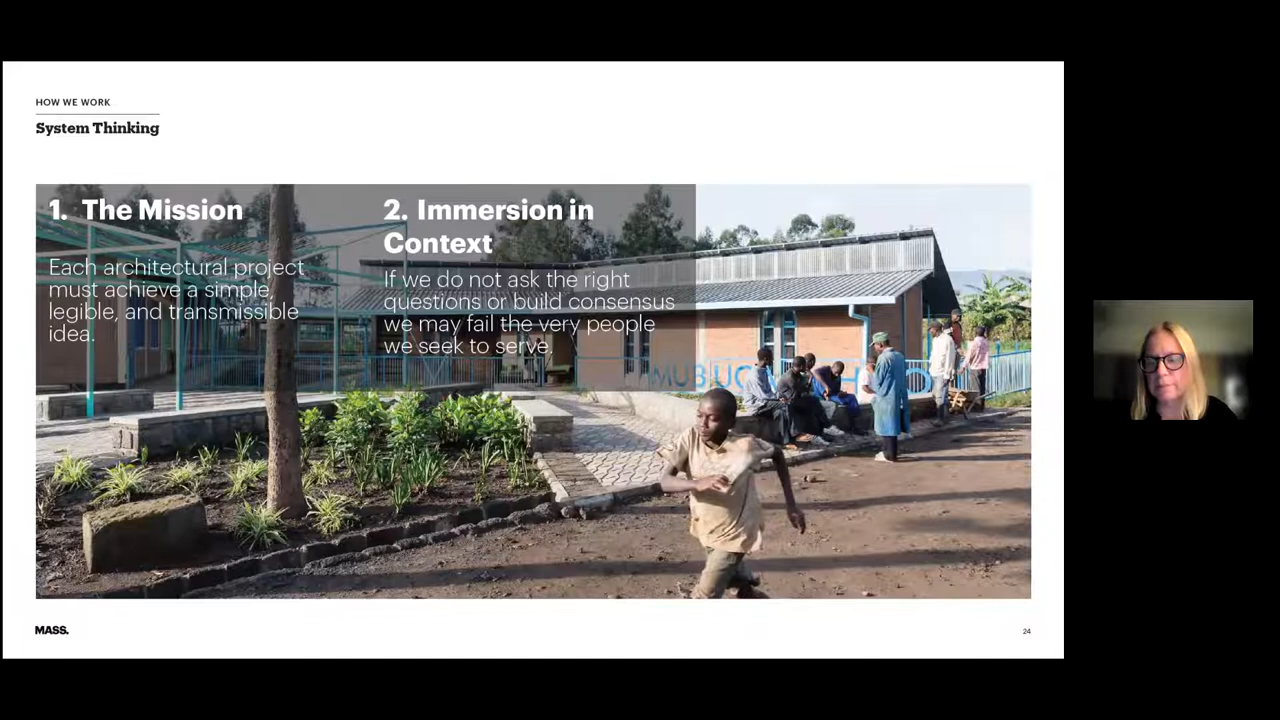 HOW WE WORK
System Thinking
1. The Mission
Each architectural project
must achieve a simple,
legible, and transmissible
idea.
2. Immersion in
Context
If we do not ask the right
questions or build consensus
we may fail the very people
we seek to serve.
MASS.
24